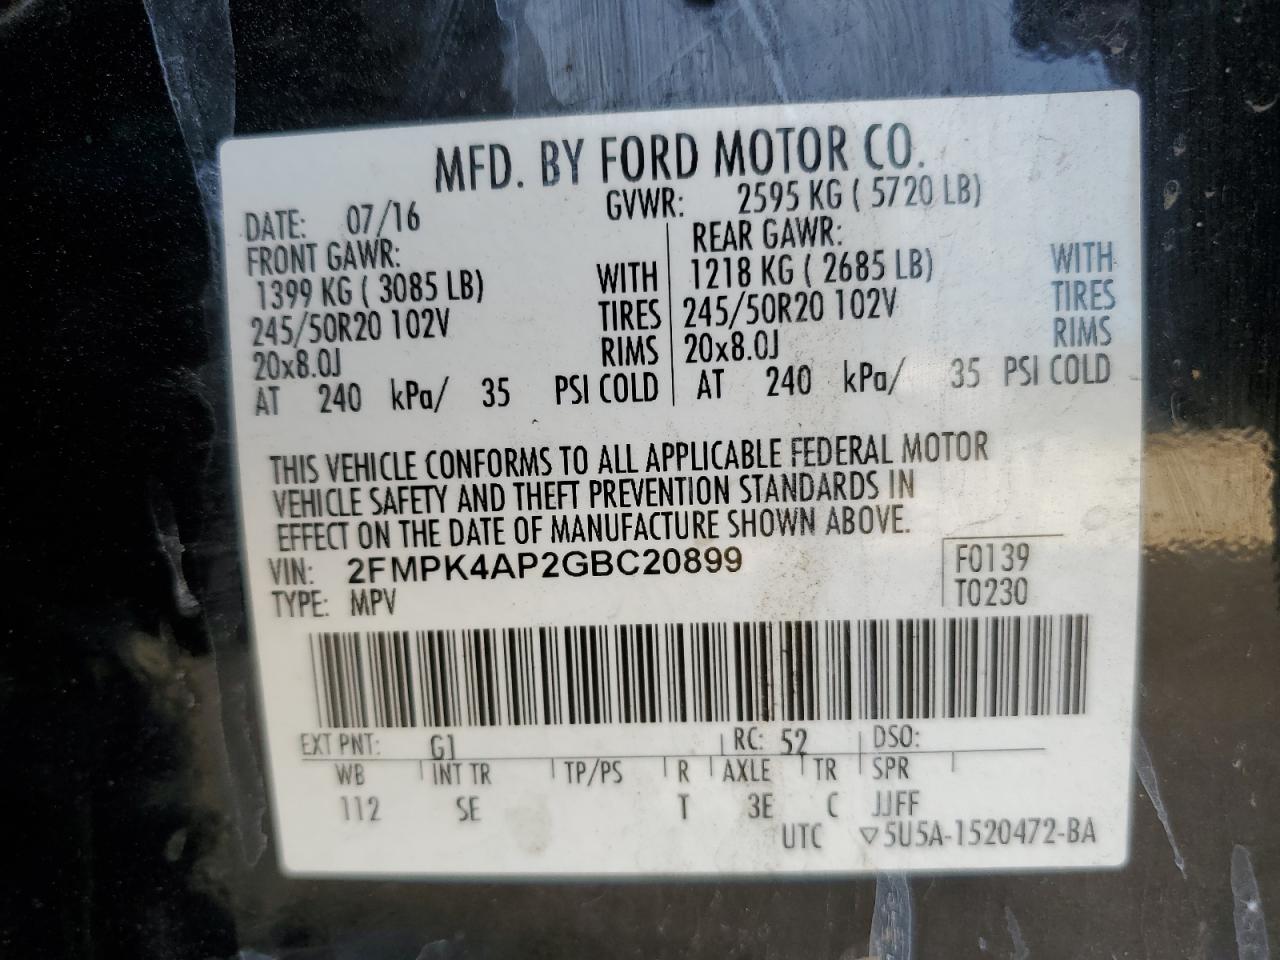 MFD. BY FORD MOTOR CO.
DATE: 07/16 GVWR: 2595 KG ( 5720 LB)
FRONT GAWR: REAR GAWR:
1399 KG ( 3085 LB) WITH 1218 KG ( 2685 LB) WITH
245/50R20 102V TIRES 245/50R20 102V TIRES
20x8.0J RIMS 20x8.0J RIMS
AT 240 kPa/ 35 PSI COLD AT 240 kPa/ 35 PSI COLD
THIS VEHICLE CONFORMS TO ALL APPLICABLE FEDERAL MOTOR
VEHICLE SAFETY AND THEFT PREVENTION STANDARDS IN
EFFECT ON THE DATE OF MANUFACTURE SHOWN ABOVE.
VIN: 2FMPK4AP2GBC20899 F0139
TYPE: MPV T0230
EXT PNT: G1 RC: 52 DSO:
WB INT TR TP/PS R AXLE TR SPR
112 SE T 3E C JJFF
UTC ▽5U5A-1520472-BA